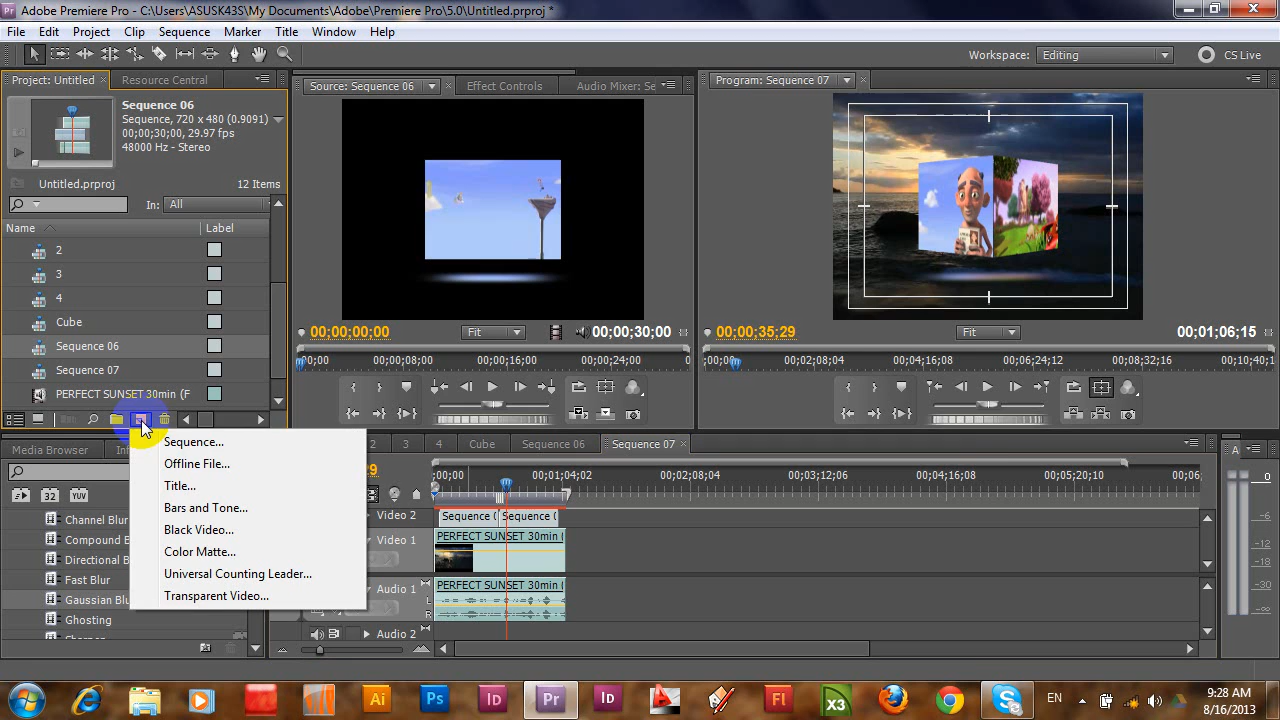 Adobe Premiere Pro - C:\Users\ASUSK43S\My Documents\Adobe\Premiere Pro\5.0\Untitled.prproj *
File Edit Project Clip Sequence Marker Title Window Help
Workspace: Editing CS Live
Project: Untitled Resource Central
Sequence 06
Sequence, 720 x 480 (0.9091)
00;00;30;00, 29.97 fps
48000 Hz - Stereo
Untitled.prproj 12 Items
In: All
Name Label
2
3
4
Cube
Sequence 06
Sequence 07
PERFECT SUNSET 30min (F
Source: Sequence 06 Effect Controls Audio Mixer: Se
00;00;00;00 Fit 00;00;30;00
00;00 00;00;08;00 00;00;16;00 00;00;24;00 00;0
Program: Sequence 07
00;00;35;29 Fit 00;01;06;15
;00;00 00;02;08;04 00;04;16;08 00;06;24;12 00;08;32;16 00;10;40;1
Sequence...
Offline File...
Title...
Bars and Tone...
Black Video...
Color Matte...
Universal Counting Leader...
Transparent Video...
Media Browser
32 YUV
Channel Blur
Compound B
Directional B
Fast Blur
Gaussian Blu
Ghosting
2 3 4 Cube Sequence 06 Sequence 07
;29
;00;00 00;01;04;02 00;02;08;04 00;03;12;06 00;04;16;08 00;05;20;10 00;06;
Video 2 Sequence ( Sequence (
Video 1 PERFECT SUNSET 30min (
Audio 1 PERFECT SUNSET 30min (
L
R
Audio 2
A
0
-6
-12
-18
-30
Ai Ps Id Pr Id Fl X3 EN
9:28 AM
8/16/2013